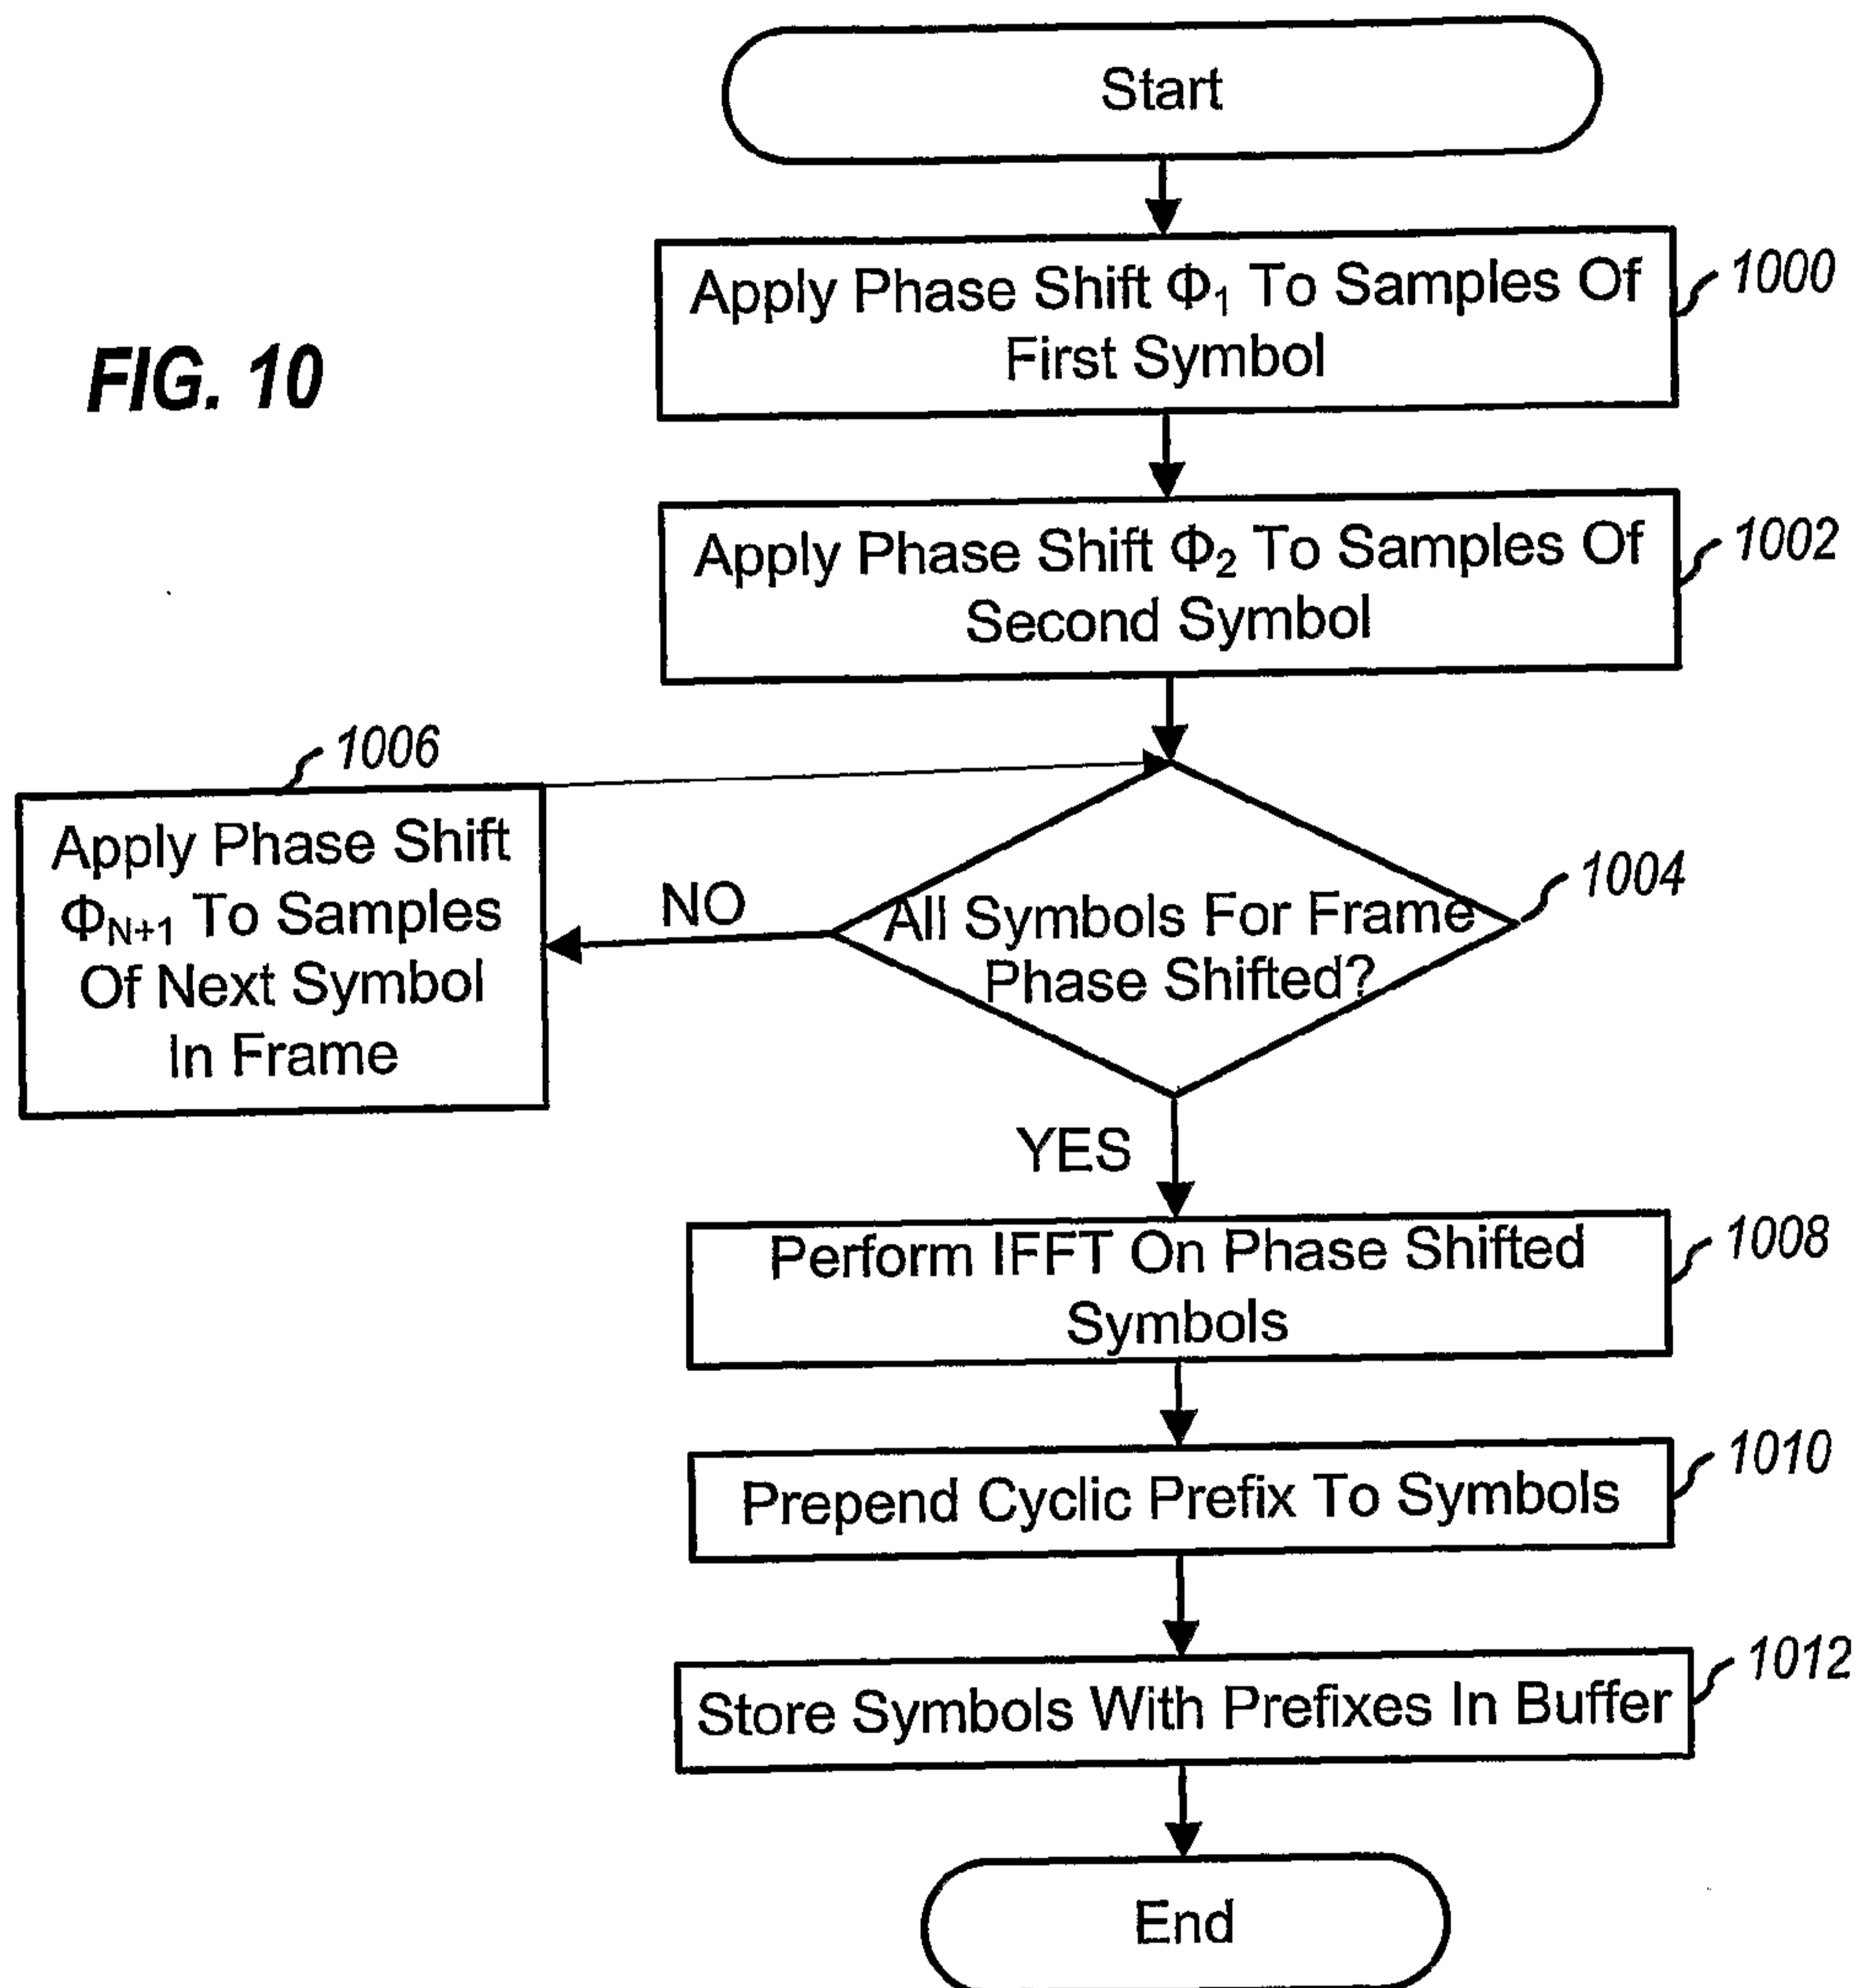 Start
Apply Phase Shift Φ1 To Samples Of
First Symbol
1000
FIG. 10
Apply Phase Shift Φ2 To Samples Of
Second Symbol
1002
1006
Apply Phase Shift
ΦN+1 To Samples
Of Next Symbol
In Frame
NO
All Symbols For Frame
Phase Shifted?
1004
YES
Perform IFFT On Phase Shifted
Symbols
1008
Prepend Cyclic Prefix To Symbols
1010
Store Symbols With Prefixes In Buffer
1012
End